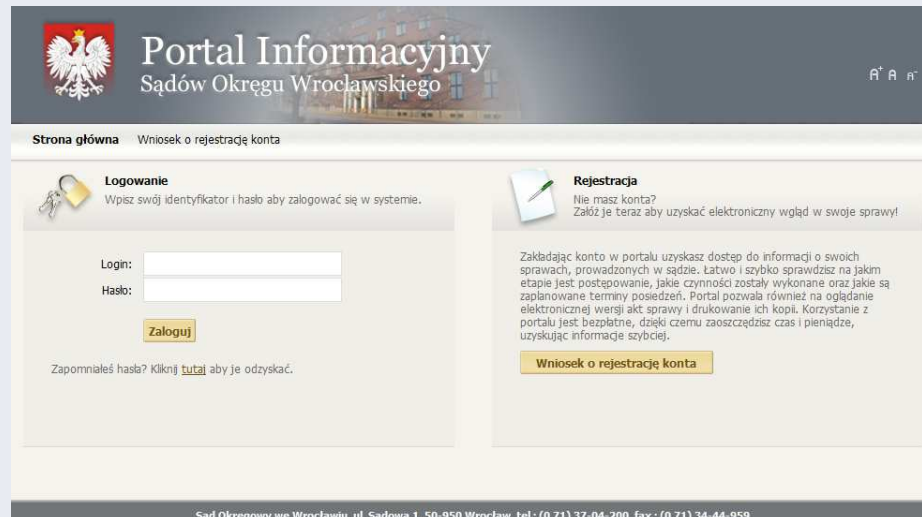 Portal Informacyjny
Sądów Okręgu Wrocławskiego
A+ A A-
Strona główna Wniosek o rejestrację konta
Logowanie
Wpisz swój identyfikator i hasło aby zalogować się w systemie.
Login:
Hasło:
Zaloguj
Zapomniałeś hasła? Kliknij tutaj aby je odzyskać.
Rejestracja
Nie masz konta?
Załóż je teraz aby uzyskać elektroniczny wgląd w swoje sprawy!
Zakładając konto w portalu uzyskasz dostęp do informacji o swoich
sprawach, prowadzonych w sądzie. Łatwo i szybko sprawdzisz na jakim
etapie jest postępowanie, jakie czynności zostały wykonane oraz jakie są
zaplanowane terminy posiedzeń. Portal pozwala również na oglądanie
elektronicznej wersji akt sprawy i drukowanie ich kopii. Korzystanie z
portalu jest bezpłatne, dzięki czemu zaoszczędzisz czas i pieniądze,
uzyskując informacje szybciej.
Wniosek o rejestrację konta
Sąd Okręgowy we Wrocławiu, ul. Sądowa 1, 50-950 Wrocław, tel.: (0 71) 37-04-200, fax.: (0 71) 34-44-959